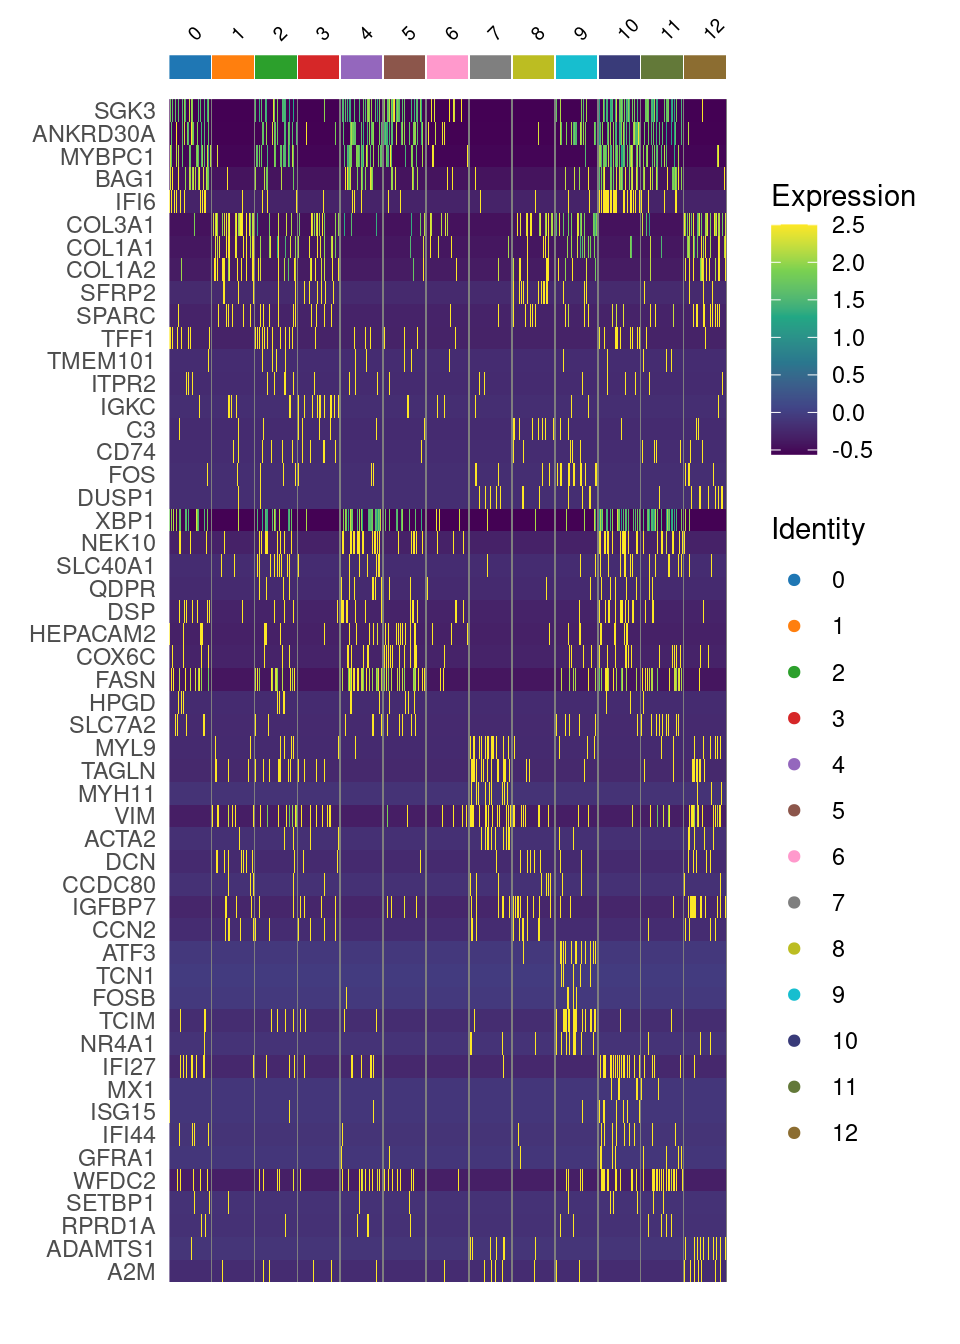 0 1 2 3 4 5 6 7 8 9 10 11 12
SGK3
ANKRD30A
MYBPC1
BAG1
IFI6
COL3A1
COL1A1
COL1A2
SFRP2
SPARC
TFF1
TMEM101
ITPR2
IGKC
C3
CD74
FOS
DUSP1
XBP1
NEK10
SLC40A1
QDPR
DSP
HEPACAM2
COX6C
FASN
HPGD
SLC7A2
MYL9
TAGLN
MYH11
VIM
ACTA2
DCN
CCDC80
IGFBP7
CCN2
ATF3
TCN1
FOSB
TCIM
NR4A1
IFI27
MX1
ISG15
IFI44
GFRA1
WFDC2
SETBP1
RPRD1A
ADAMTS1
A2M
Expression
2.5
2.0
1.5
1.0
0.5
0.0
-0.5
Identity
0
1
2
3
4
5
6
7
8
9
10
11
12